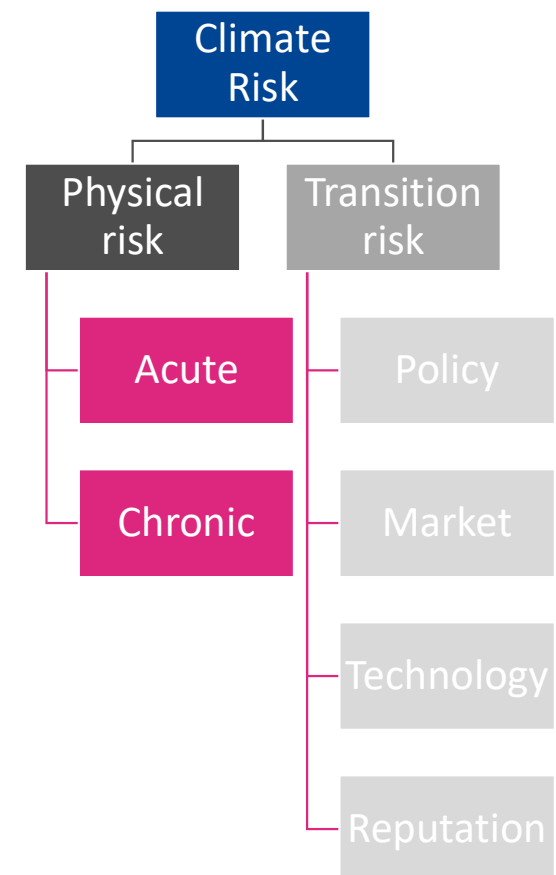 Climate
Risk
Physical
risk
Transition
risk
Acute
Policy
Chronic
Market
Technology
Reputation